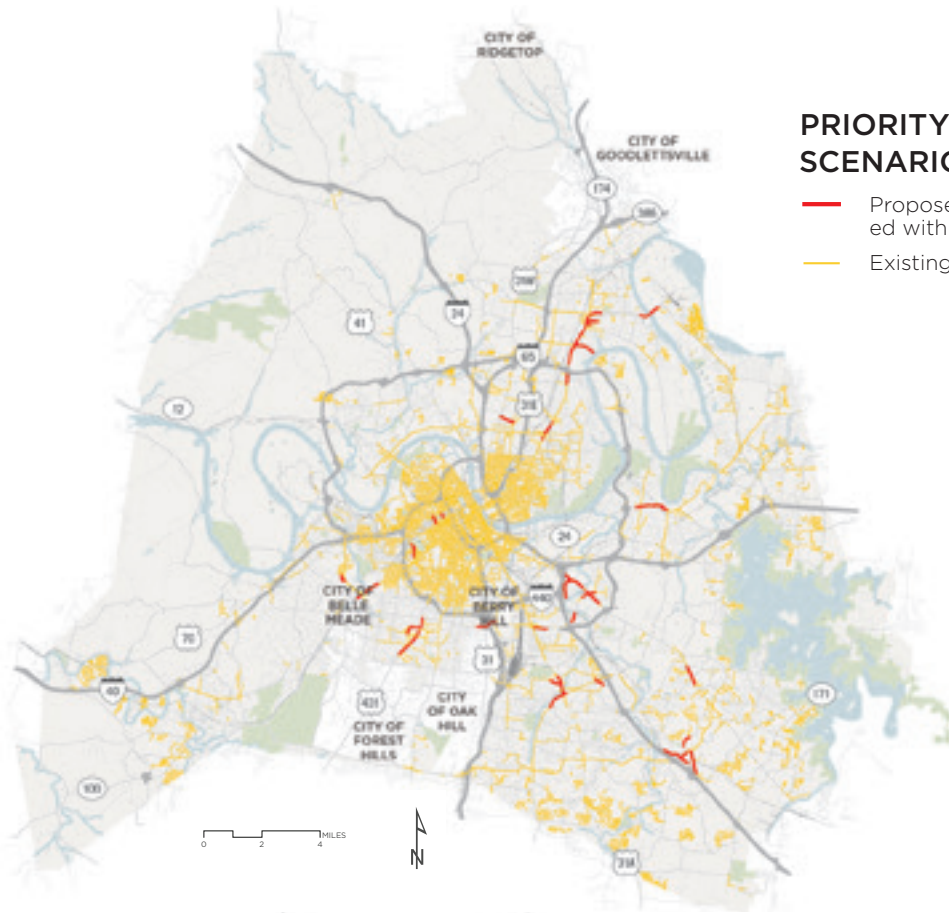 CITY OF
RIDGETOP
CITY OF
GOODLETTSVILLE
PRIORITY
SCENARIO
Propose
ed with
Existing
174
386
24
41
65
31E
12
24
CITY OF
BELLE
MEADE
CITY OF
BERRY
HILL
440
70
31
40
431
CITY
OF OAK
HILL
CITY OF
FOREST
HILLS
171
100
MILES
0
2
4
N
31A